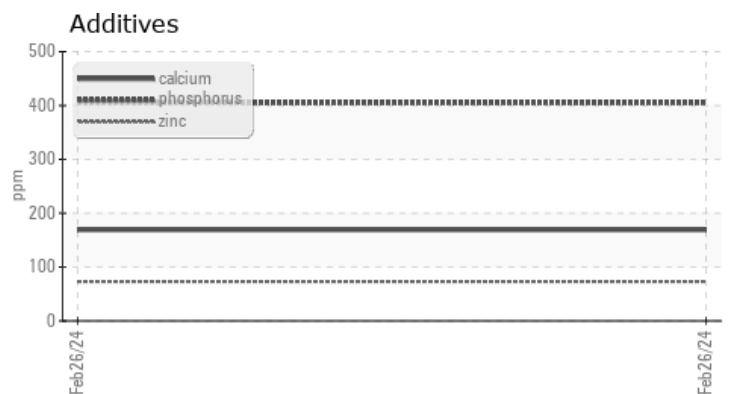 Additives
500
calcium
phosphorus
400
zinc
300
ppm
200
100
0
Feb26/24
Feb26/24